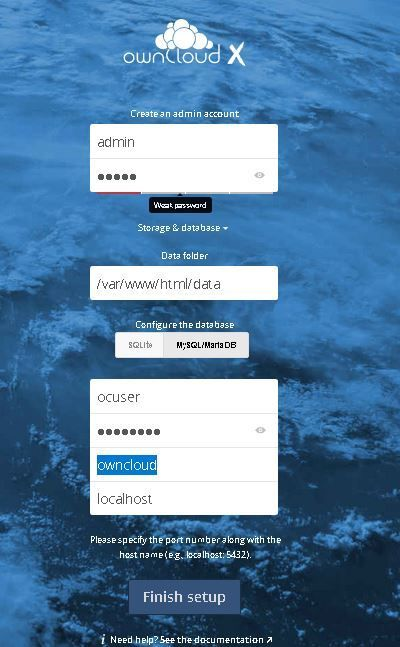 ownCloud X
Create an admin account
admin
●●●●●
Weak password
Storage & database
Data folder
/var/www/html/data
Configure the database
SQLite MySQL/MariaDB
ocuser
●●●●●●●●
owncloud
localhost
Please specify the port number along with the
host name (e.g., localhost:5432).
Finish setup
i Need help? See the documentation ↗